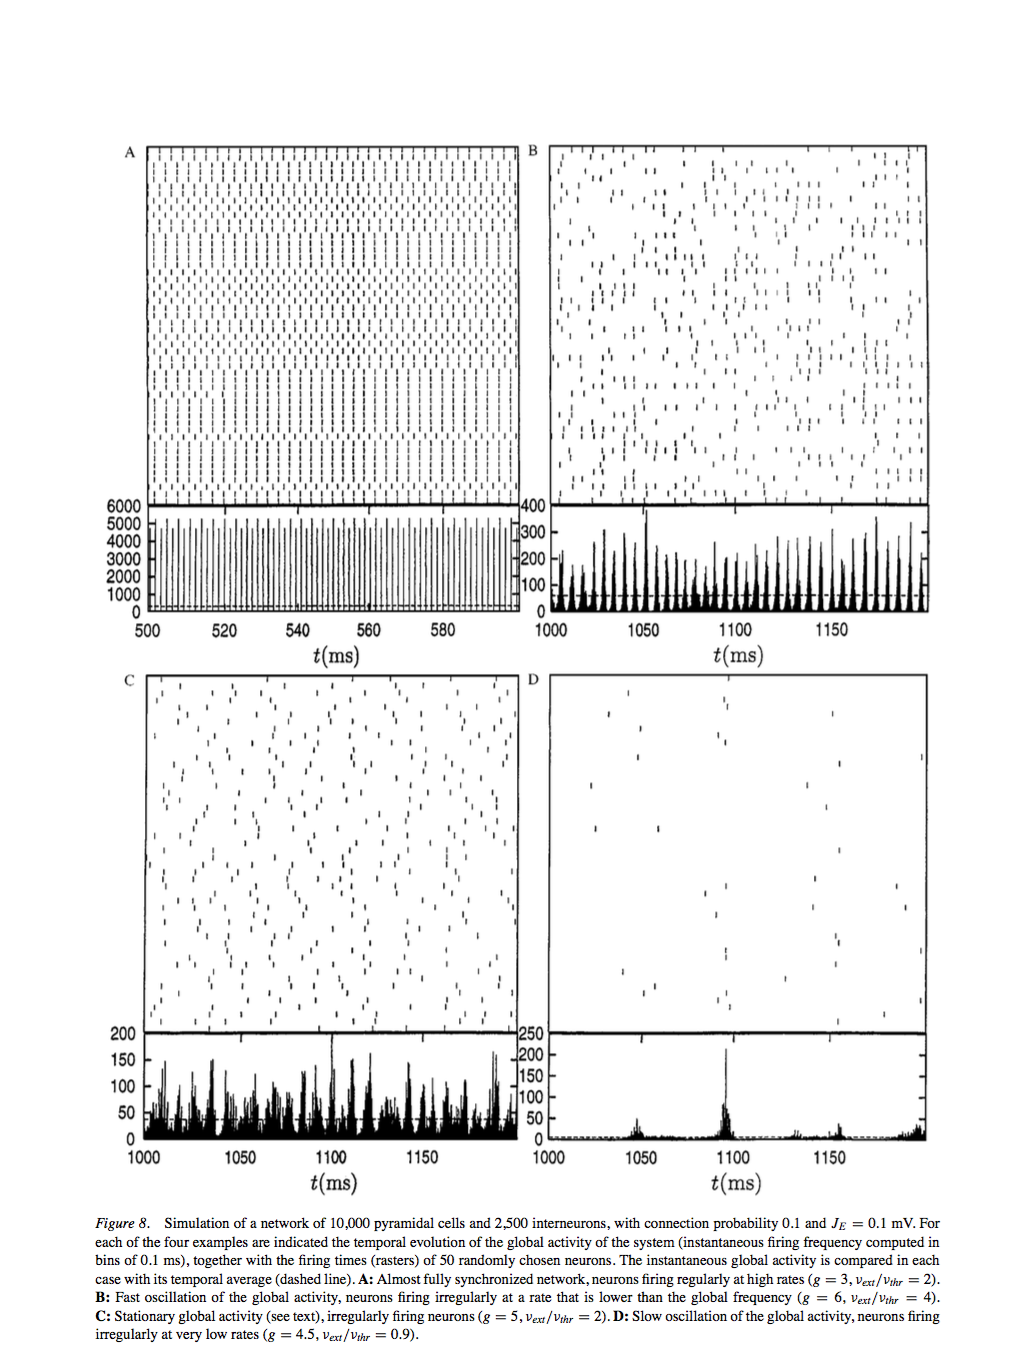 A
6000
5000
4000
3000
2000
1000
0
500 520 540 560 580
t(ms)
B
400
300
200
100
0
1000 1050 1100 1150
t(ms)
C
200
150
100
50
0
1000 1050 1100 1150
t(ms)
D
250
200
150
100
50
0
1000 1050 1100 1150
t(ms)
Figure 8. Simulation of a network of 10,000 pyramidal cells and 2,500 interneurons, with connection probability 0.1 and J_E = 0.1 mV. For
each of the four examples are indicated the temporal evolution of the global activity of the system (instantaneous firing frequency computed in
bins of 0.1 ms), together with the firing times (rasters) of 50 randomly chosen neurons. The instantaneous global activity is compared in each
case with its temporal average (dashed line). A: Almost fully synchronized network, neurons firing regularly at high rates (g = 3, ν_ext/ν_thr = 2).
B: Fast oscillation of the global activity, neurons firing irregularly at a rate that is lower than the global frequency (g = 6, ν_ext/ν_thr = 4).
C: Stationary global activity (see text), irregularly firing neurons (g = 5, ν_ext/ν_thr = 2). D: Slow oscillation of the global activity, neurons firing
irregularly at very low rates (g = 4.5, ν_ext/ν_thr = 0.9).